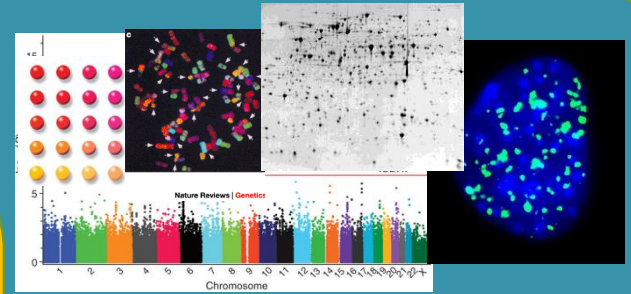 c
Nature Reviews | Genetics
5
0
1 2 3 4 5 6 7 8 9 10 11 12 13 14 15 16 17 18 19 20 21 22 X
Chromosome